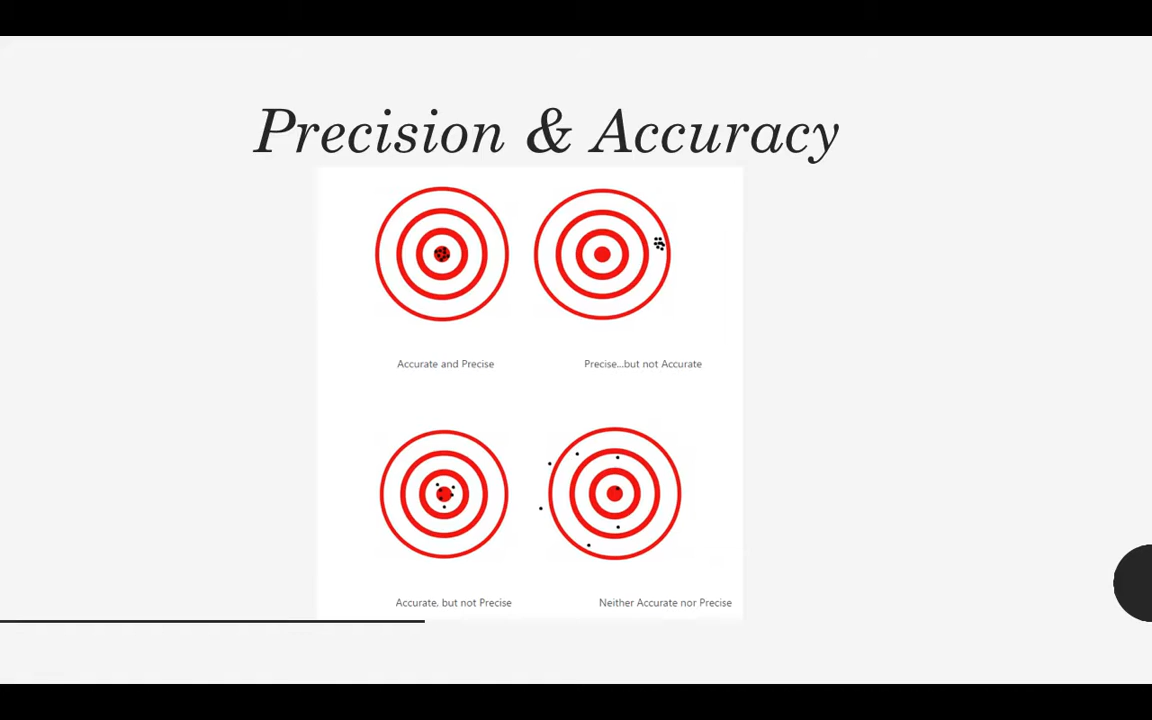 Precision & Accuracy
Accurate and Precise
Precise...but not Accurate
Accurate, but not Precise
Neither Accurate nor Precise